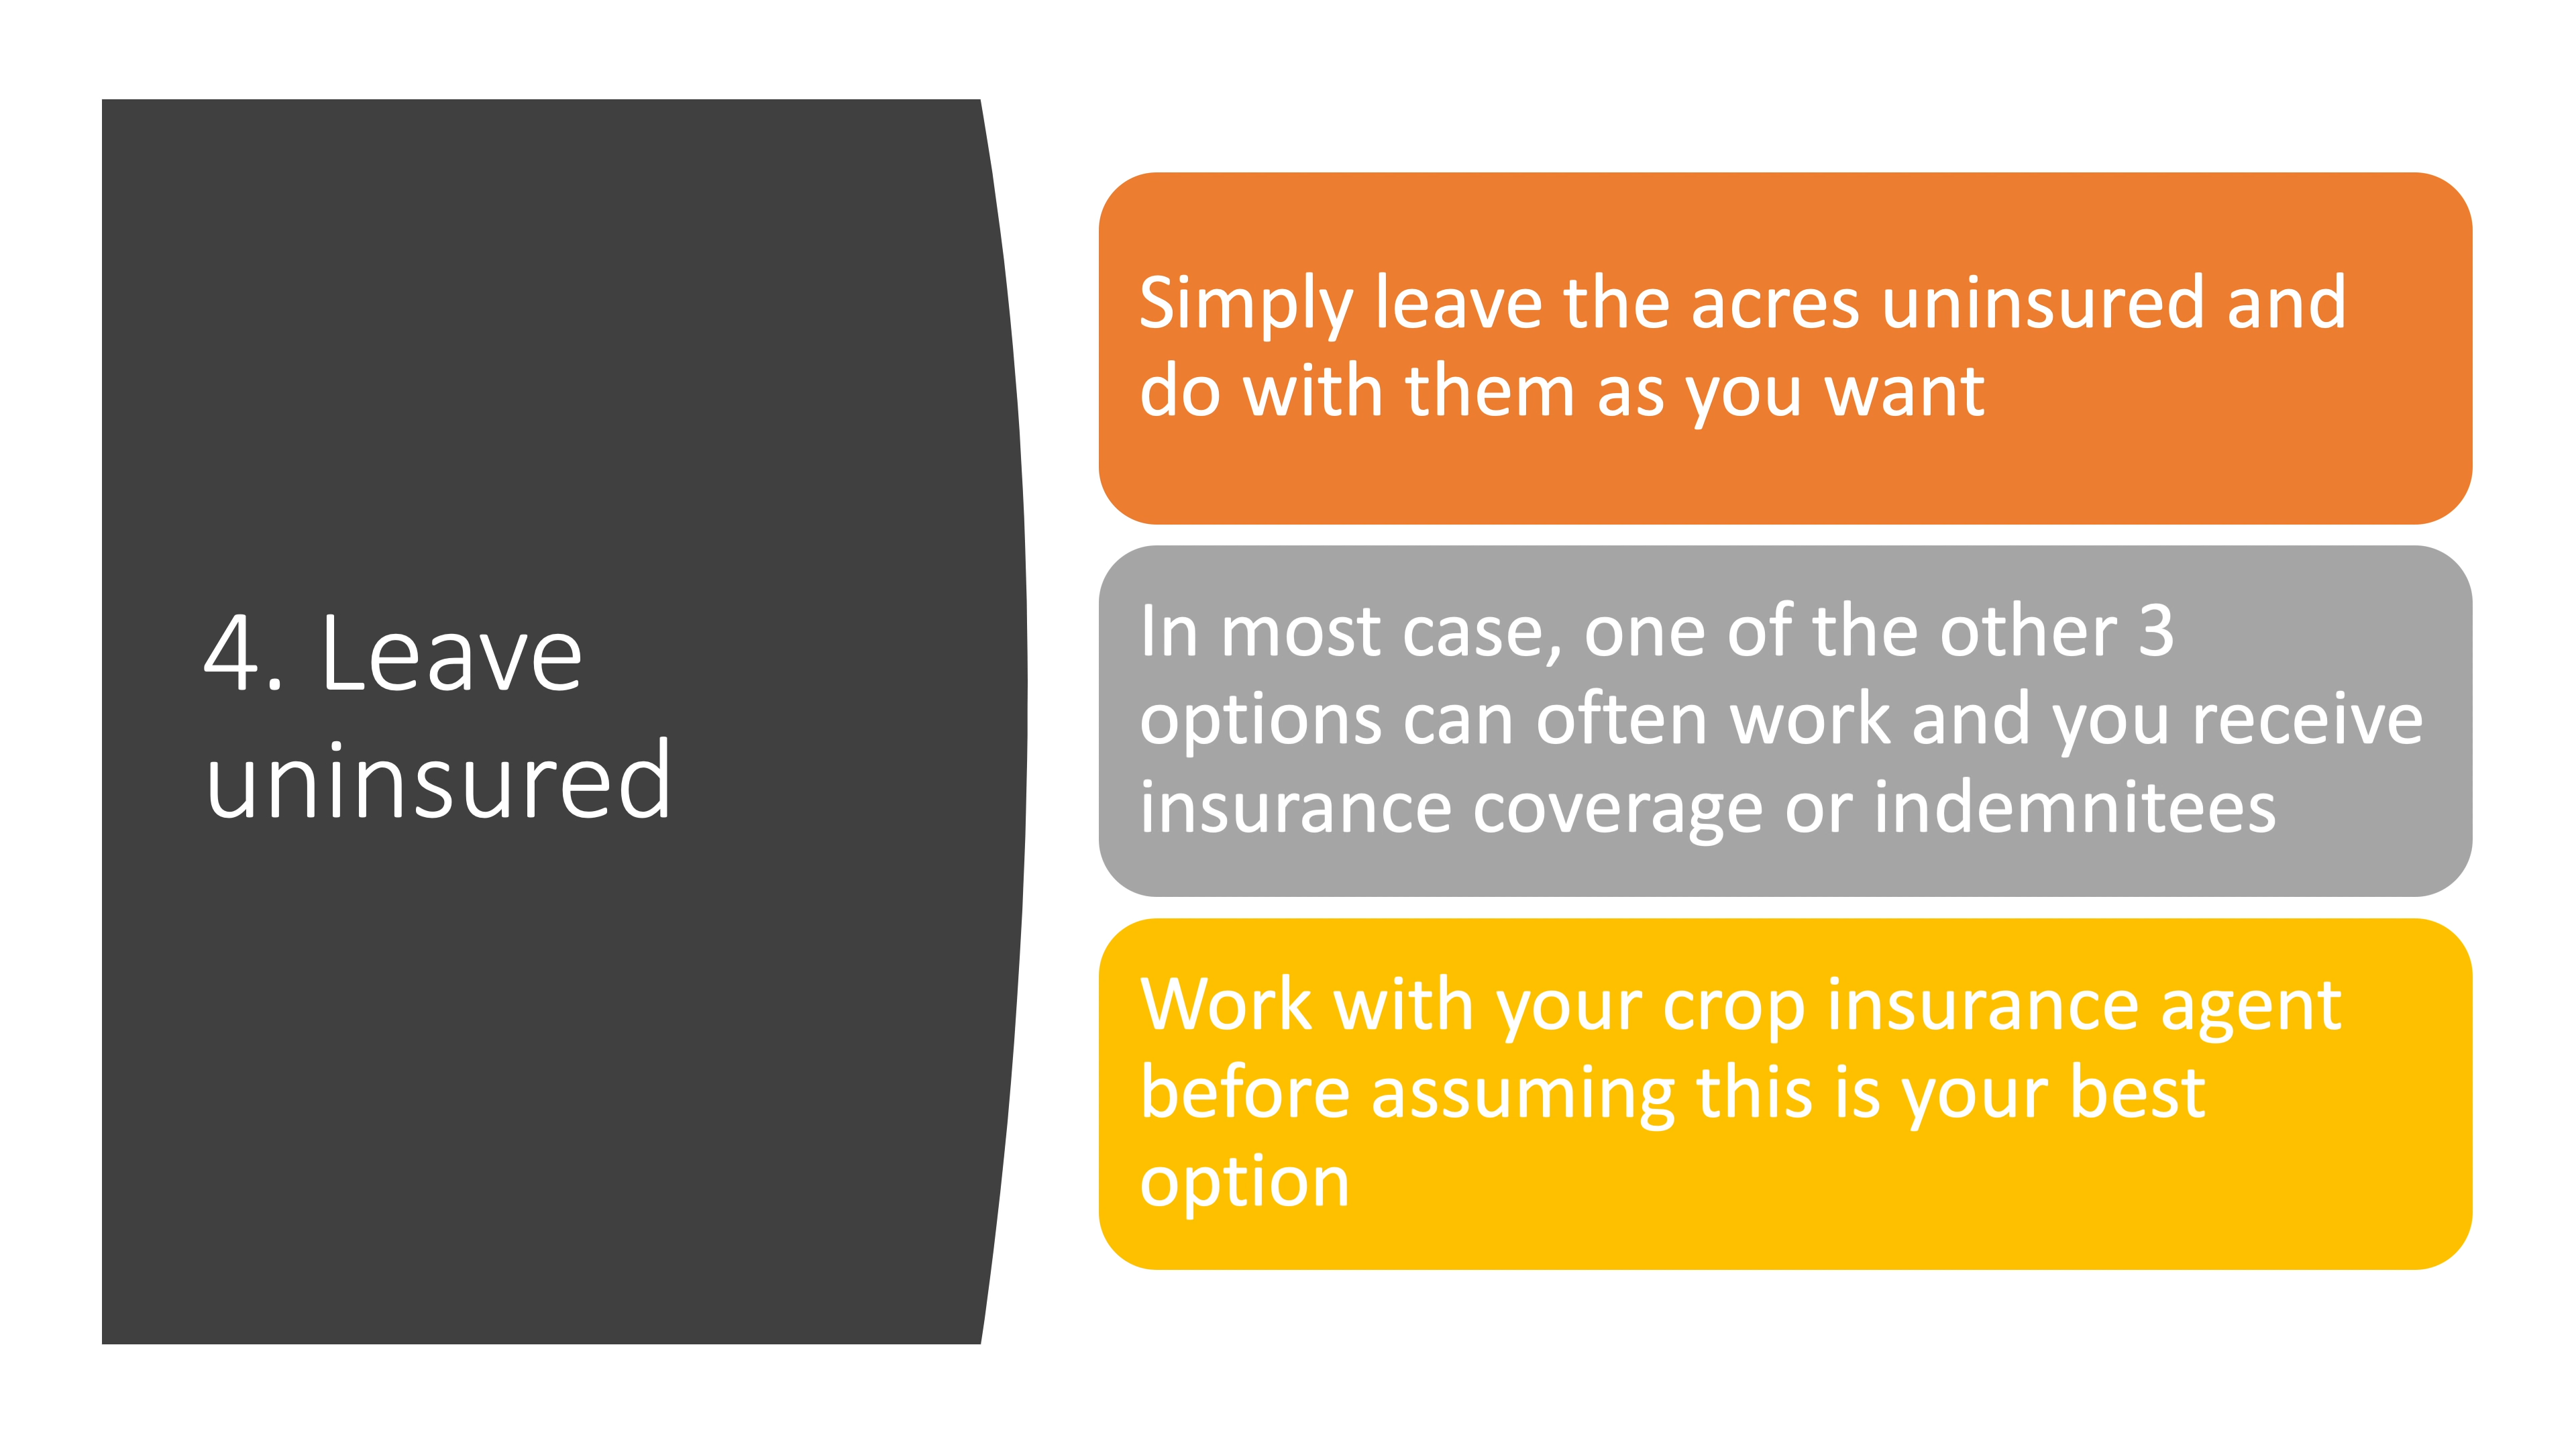 4. Leave
uninsured
Simply leave the acres uninsured and
do with them as you want
In most case, one of the other 3
options can often work and you receive
insurance coverage or indemnitees
Work with your crop insurance agent
before assuming this is your best
option